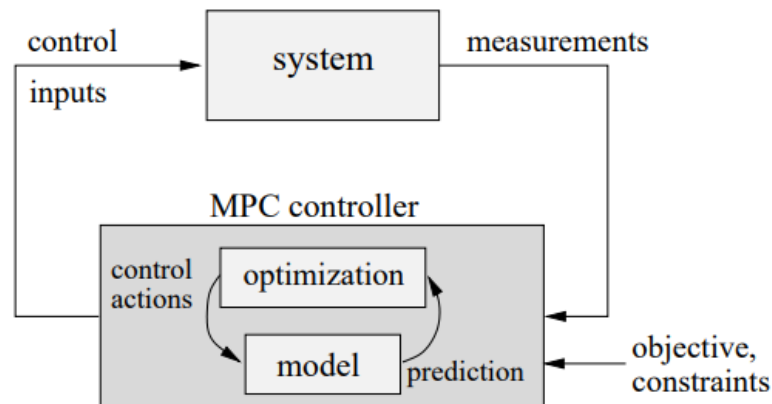 control
inputs
system
measurements
MPC controller
control
actions
optimization
model
prediction
objective,
constraints